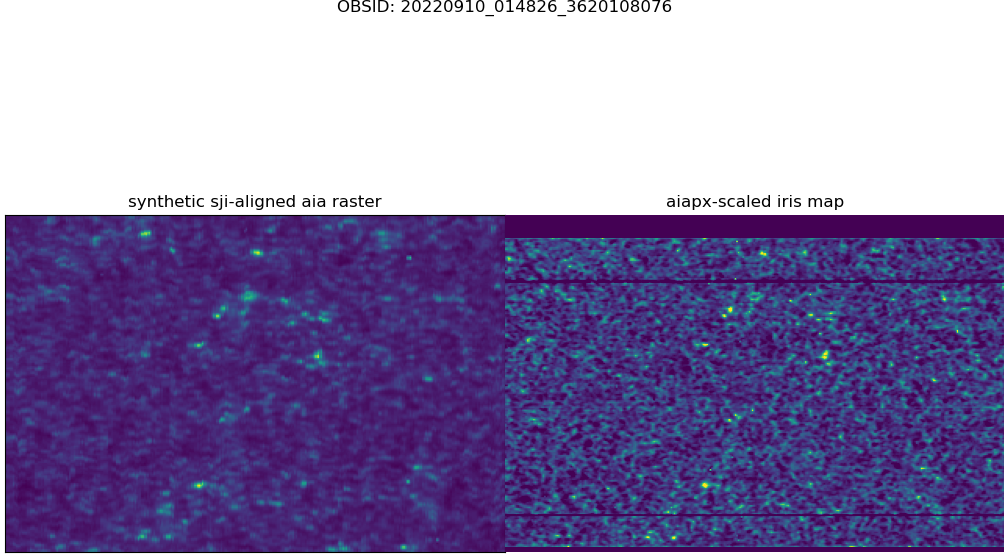 OBSID: 20220910_014826_3620108076
synthetic sji-aligned aia raster
aiapx-scaled iris map